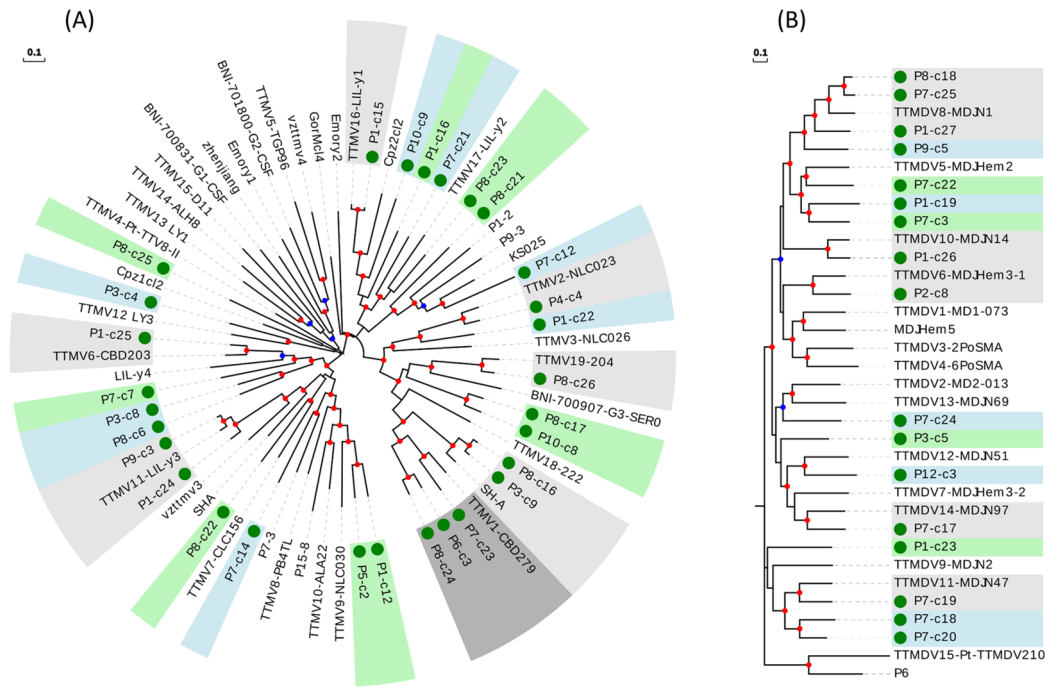 (A)
0.1
TTMV16-LIL-y1
P1-c15
Cpz2cl2
P10-c9
P1-c16
P7-c21
TTMV17-LIL-y2
P8-c23
P8-c21
P1-2
P9-3
KS025
P7-c12
TTMV2-NLC023
P4-c4
P1-c22
TTMV3-NLC026
TTMV19-204
P8-c26
BNI-700907-G3-SER0
P8-c17
P10-c8
TTMV18-222
P8-c16
P3-c9
SH-A
TTMV1-CBD279
P7-c23
P6-c3
P8-c24
P1-c12
P5-c2
TTMV9-NLC030
TTMV10-ALA22
P15-8
TTMV8-PB4TL
P7-3
P7-c14
TTMV7-CLC156
P8-c22
SHA
vzttmv3
P1-c24
TTMV11-LIL-y3
P9-c3
P8-c6
P3-c8
P7-c7
LIL-y4
TTMV6-CBD203
P1-c25
TTMV12 LY3
P3-c4
Cpz1cl2
P8-c25
TTMV4-Pt-TTV8-II
TTMV13 LY1
TTMV14-ALH8
TTMV15-D11
BNI-700831-G1-CSF
zhenjiang
Emory1
BNI-701800-G2-CSF
TTMV5-TGP96
vzttmv4
GorMd4
Emory2
(B)
0.1
P8-c18
P7-c25
TTMDV8-MDJN1
P1-c27
P9-c5
TTMDV5-MDJHem2
P7-c22
P1-c19
P7-c3
TTMDV10-MDJN14
P1-c26
TTMDV6-MDJHem3-1
P2-c8
TTMDV1-MD1-073
MDJHem5
TTMDV3-2PoSMA
TTMDV4-6PoSMA
TTMDV2-MD2-013
TTMDV13-MDJN69
P7-c24
P3-c5
TTMDV12-MDJN51
P12-c3
TTMDV7-MDJHem3-2
TTMDV14-MDJN97
P7-c17
P1-c23
TTMDV9-MDJN2
TTMDV11-MDJN47
P7-c19
P7-c18
P7-c20
TTMDV15-Pt-TTMDV210
P6